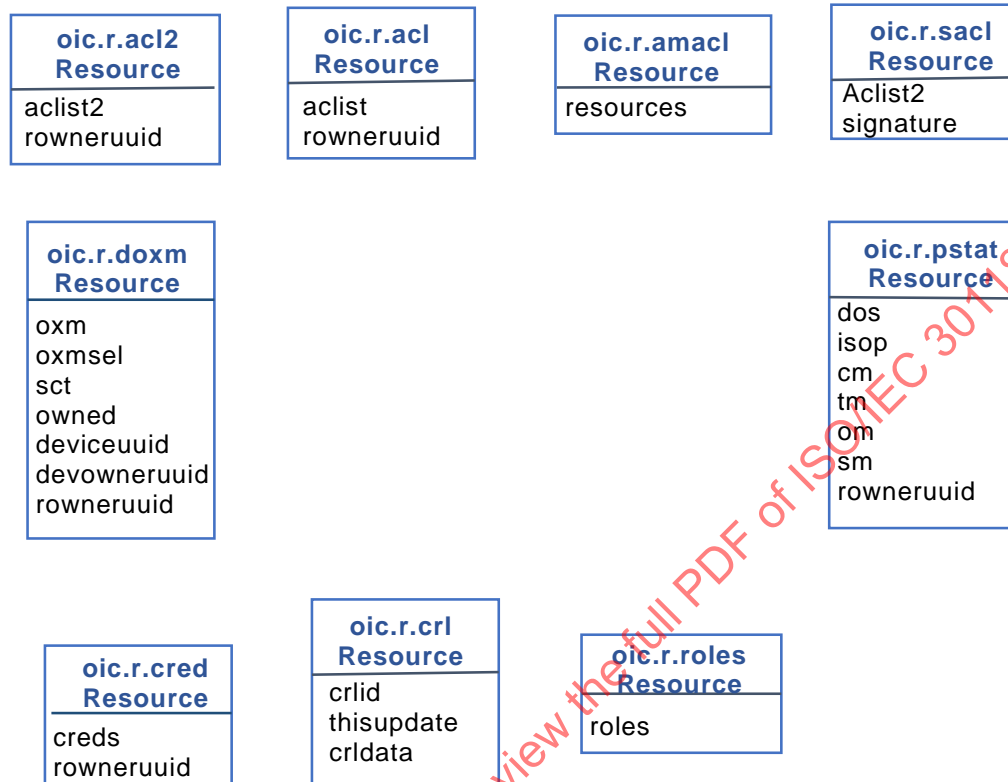 oic.r.acl2
Resource
aclist2
rowneruuid
oic.r.acl
Resource
aclist
rowneruuid
oic.r.amacl
Resource
resources
oic.r.sacl
Resource
Aclist2
signature
oic.r.doxm
Resource
oxm
oxmsel
sct
owned
deviceuuid
devowneruuid
rowneruuid
oic.r.pstat
Resource
dos
isop
cm
tm
om
sm
rowneruuid
oic.r.cred
Resource
creds
rowneruuid
oic.r.crl
Resource
crlid
thisupdate
crldata
oic.r.roles
Resource
roles
view the full PDF of ISO/IEC 30118